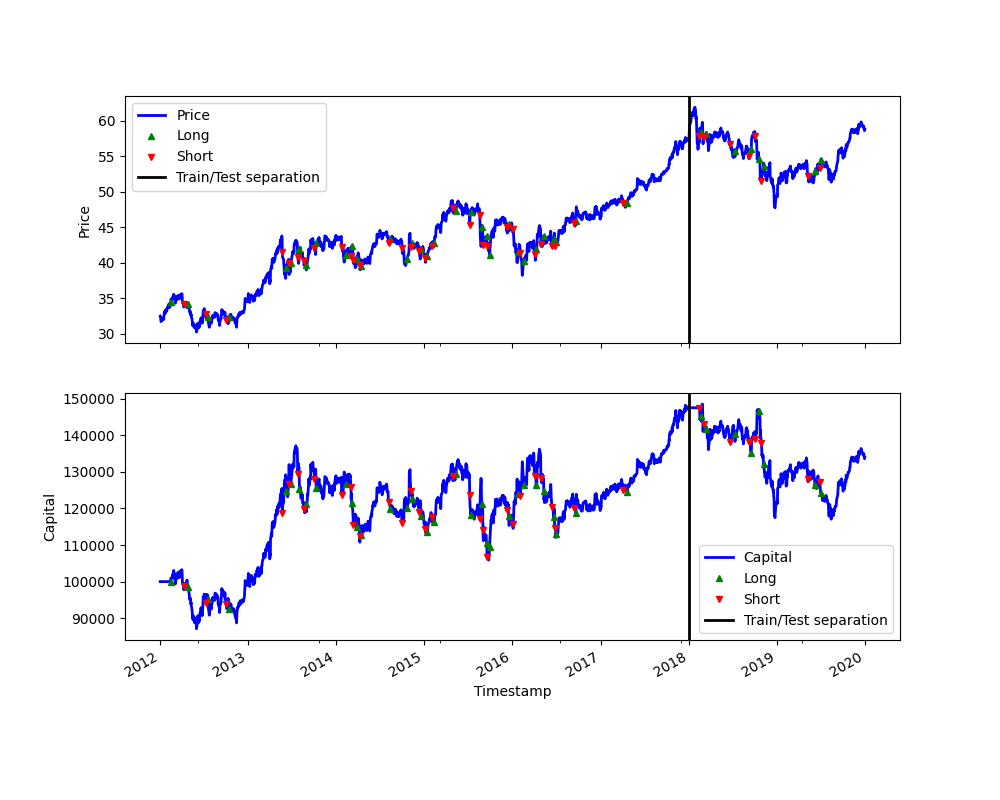 Price
Long
Short
Train/Test separation
60
55
50
45
40
35
30
Price
150000
140000
130000
120000
110000
100000
90000
Capital
Capital
Long
Short
Train/Test separation
2012 2013 2014 2015 2016 2017 2018 2019 2020
Timestamp